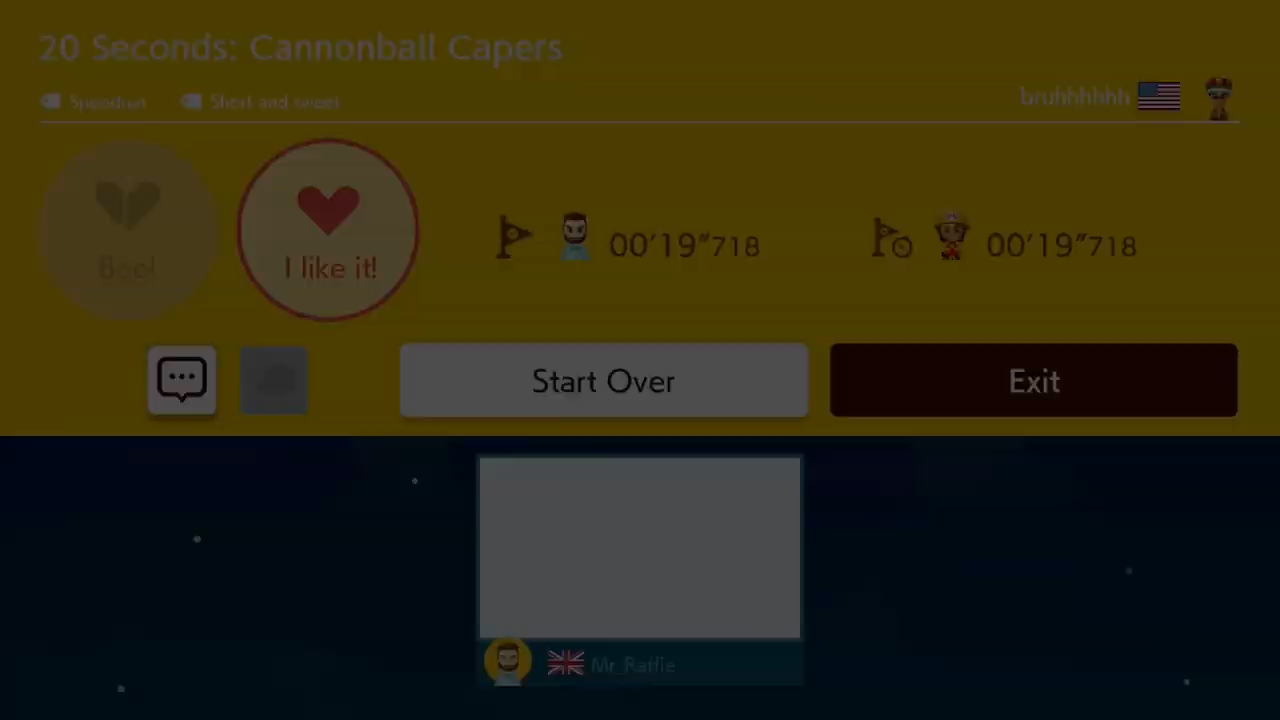 20 Seconds: Cannonball Capers
Speedrun Short and sweet
bruhhhhhh
Boo!
I like it!
00'19"718
00'19"718
Start Over
Exit
Mr_Raffie